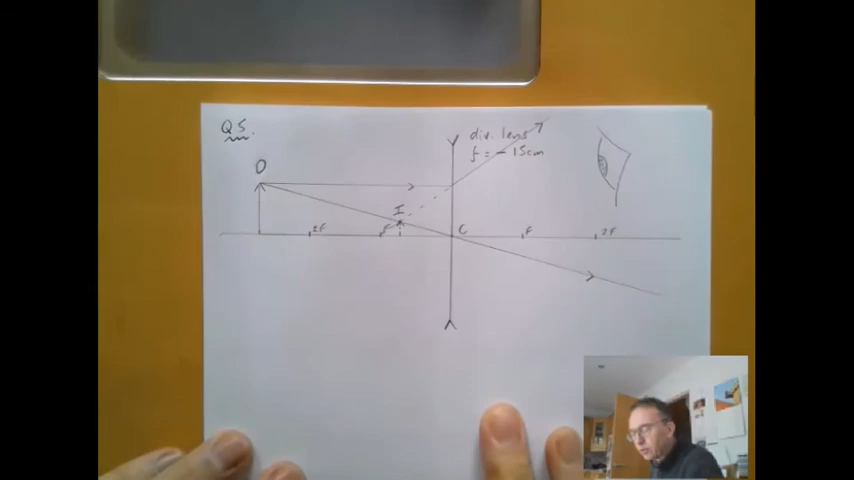 Q5.
div. lens
f = -15cm
O
I
2F
F
C
F
2F